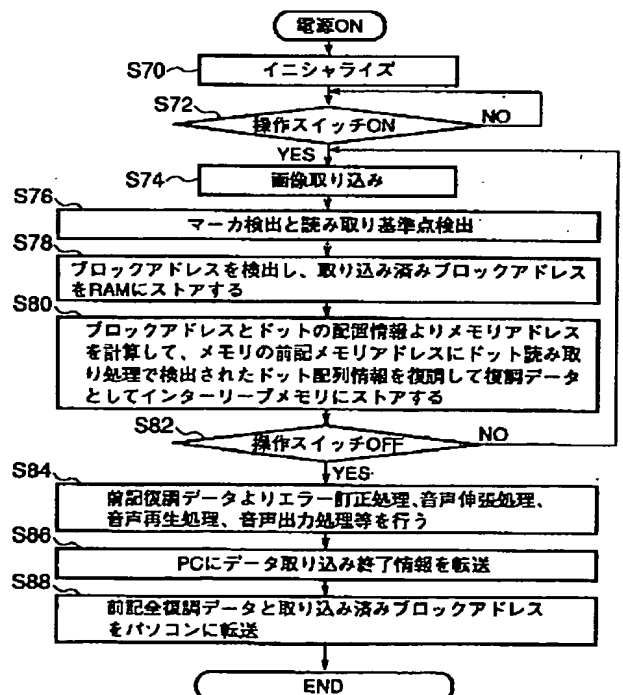 電源ON
S70
イニシャライズ
S72
操作スイッチON
NO
YES
S74
画像取り込み
S76
マーカ検出と読み取り基準点検出
S78
ブロックアドレスを検出し、取り込み済みブロックアドレス
をRAMにストアする
S80
ブロックアドレスとドットの配置情報よりメモリアドレス
を計算して、メモリの前記メモリアドレスにドット読み取
り処理で検出されたドット配列情報を復調して復調データ
としてインターリーブメモリにストアする
S82
操作スイッチOFF
NO
YES
S84
前記復調データよりエラー訂正処理、音声伸張処理、
音声再生処理、音声出力処理等を行う
S86
PCにデータ取り込み終了情報を転送
S88
前記全復調データと取り込み済みブロックアドレス
をパソコンに転送
END